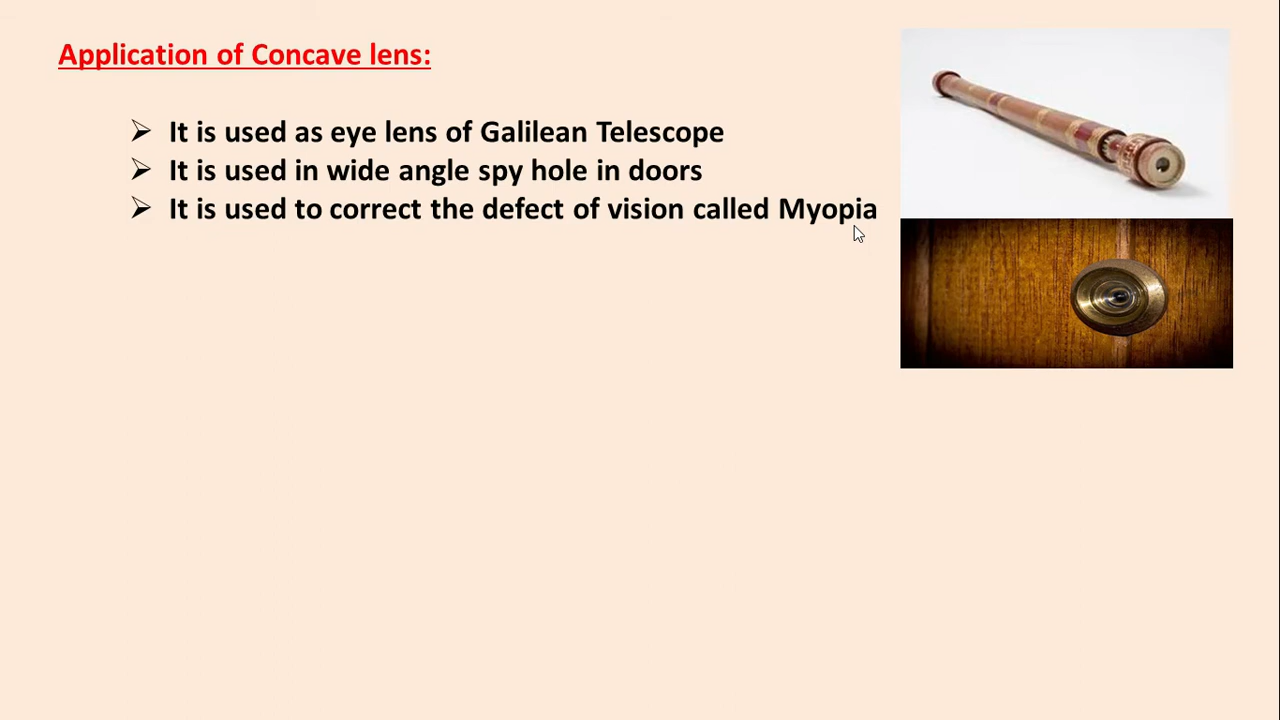 Application of Concave lens:
➢ It is used as eye lens of Galilean Telescope
➢ It is used in wide angle spy hole in doors
➢ It is used to correct the defect of vision called Myopia